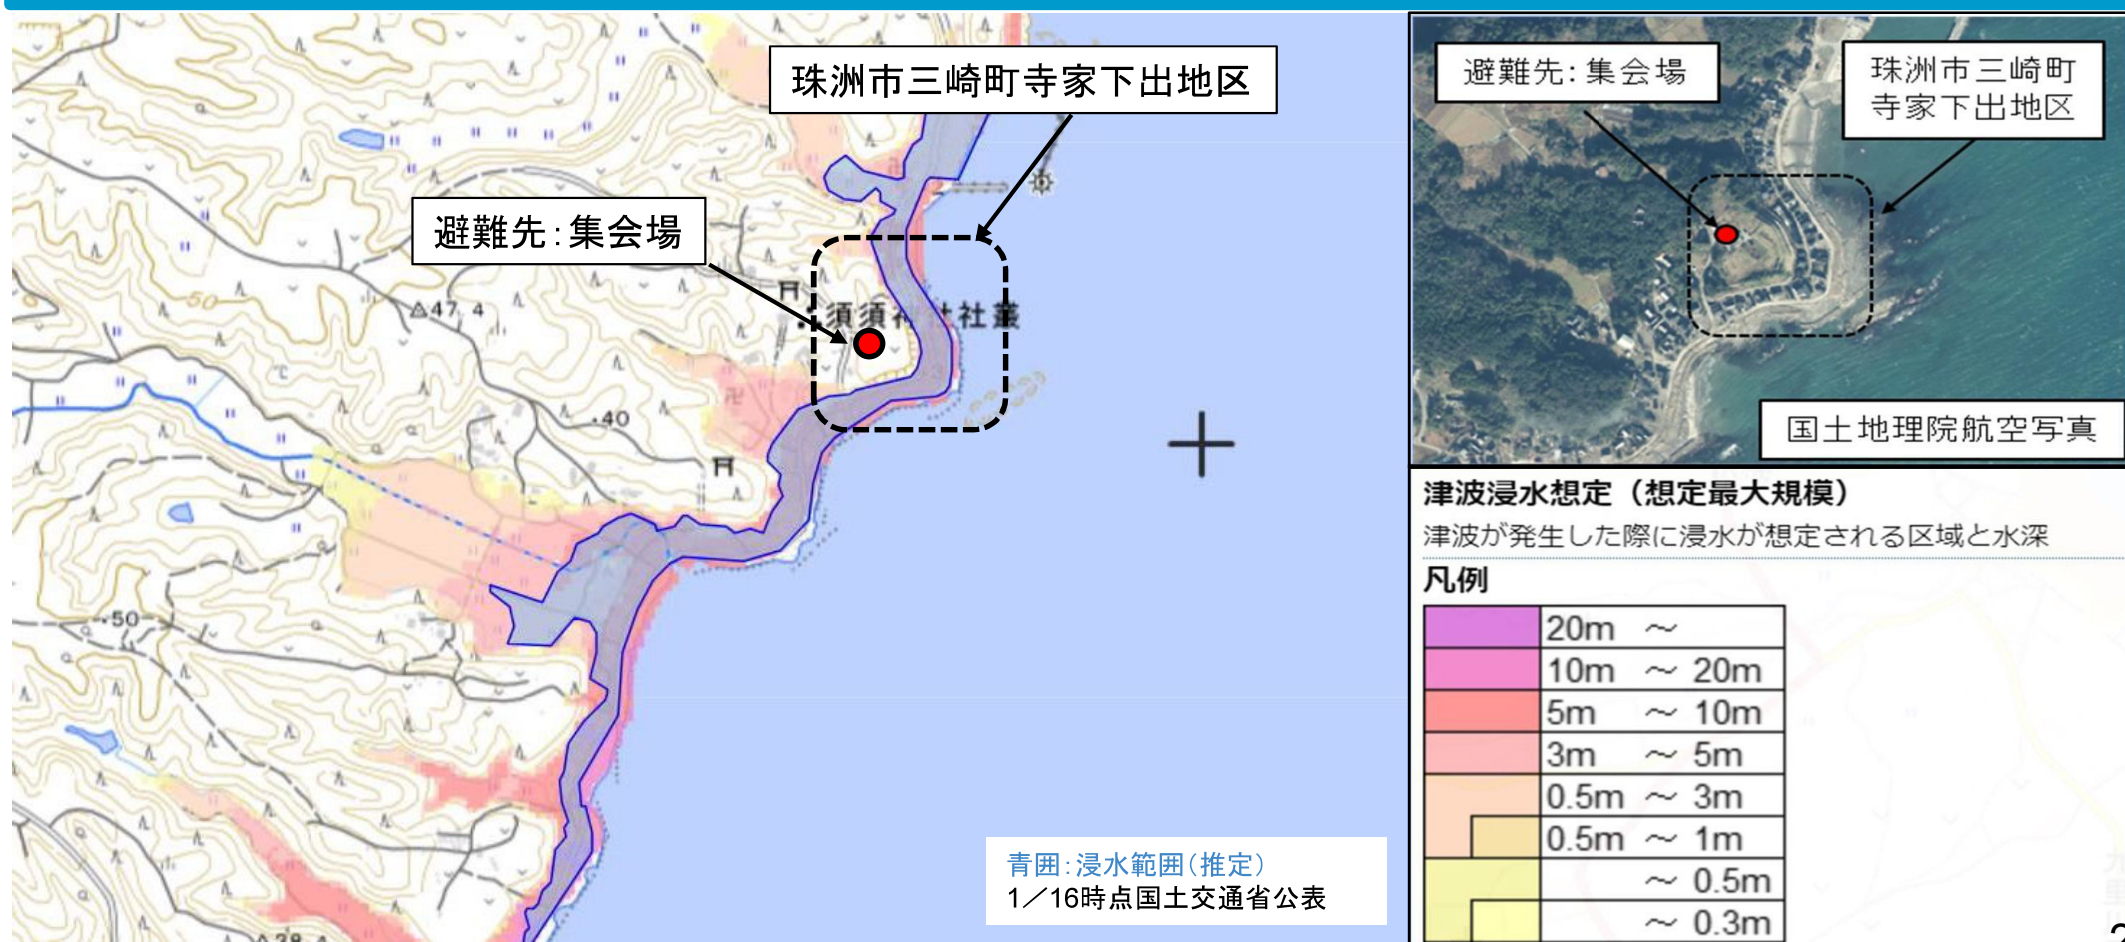 珠洲市三崎町寺家下出地区
避難先：集会場
須須神社社叢
47.4
50
・40
・50
38.4
＋
青囲：浸水範囲（推定）
1／16時点国土交通省公表
避難先：集会場
珠洲市三崎町
寺家下出地区
国土地理院航空写真
津波浸水想定（想定最大規模）
津波が発生した際に浸水が想定される区域と水深
凡例
20m ～
10m ～ 20m
5m ～ 10m
3m ～ 5m
0.5m ～ 3m
0.5m ～ 1m
～ 0.5m
～ 0.3m